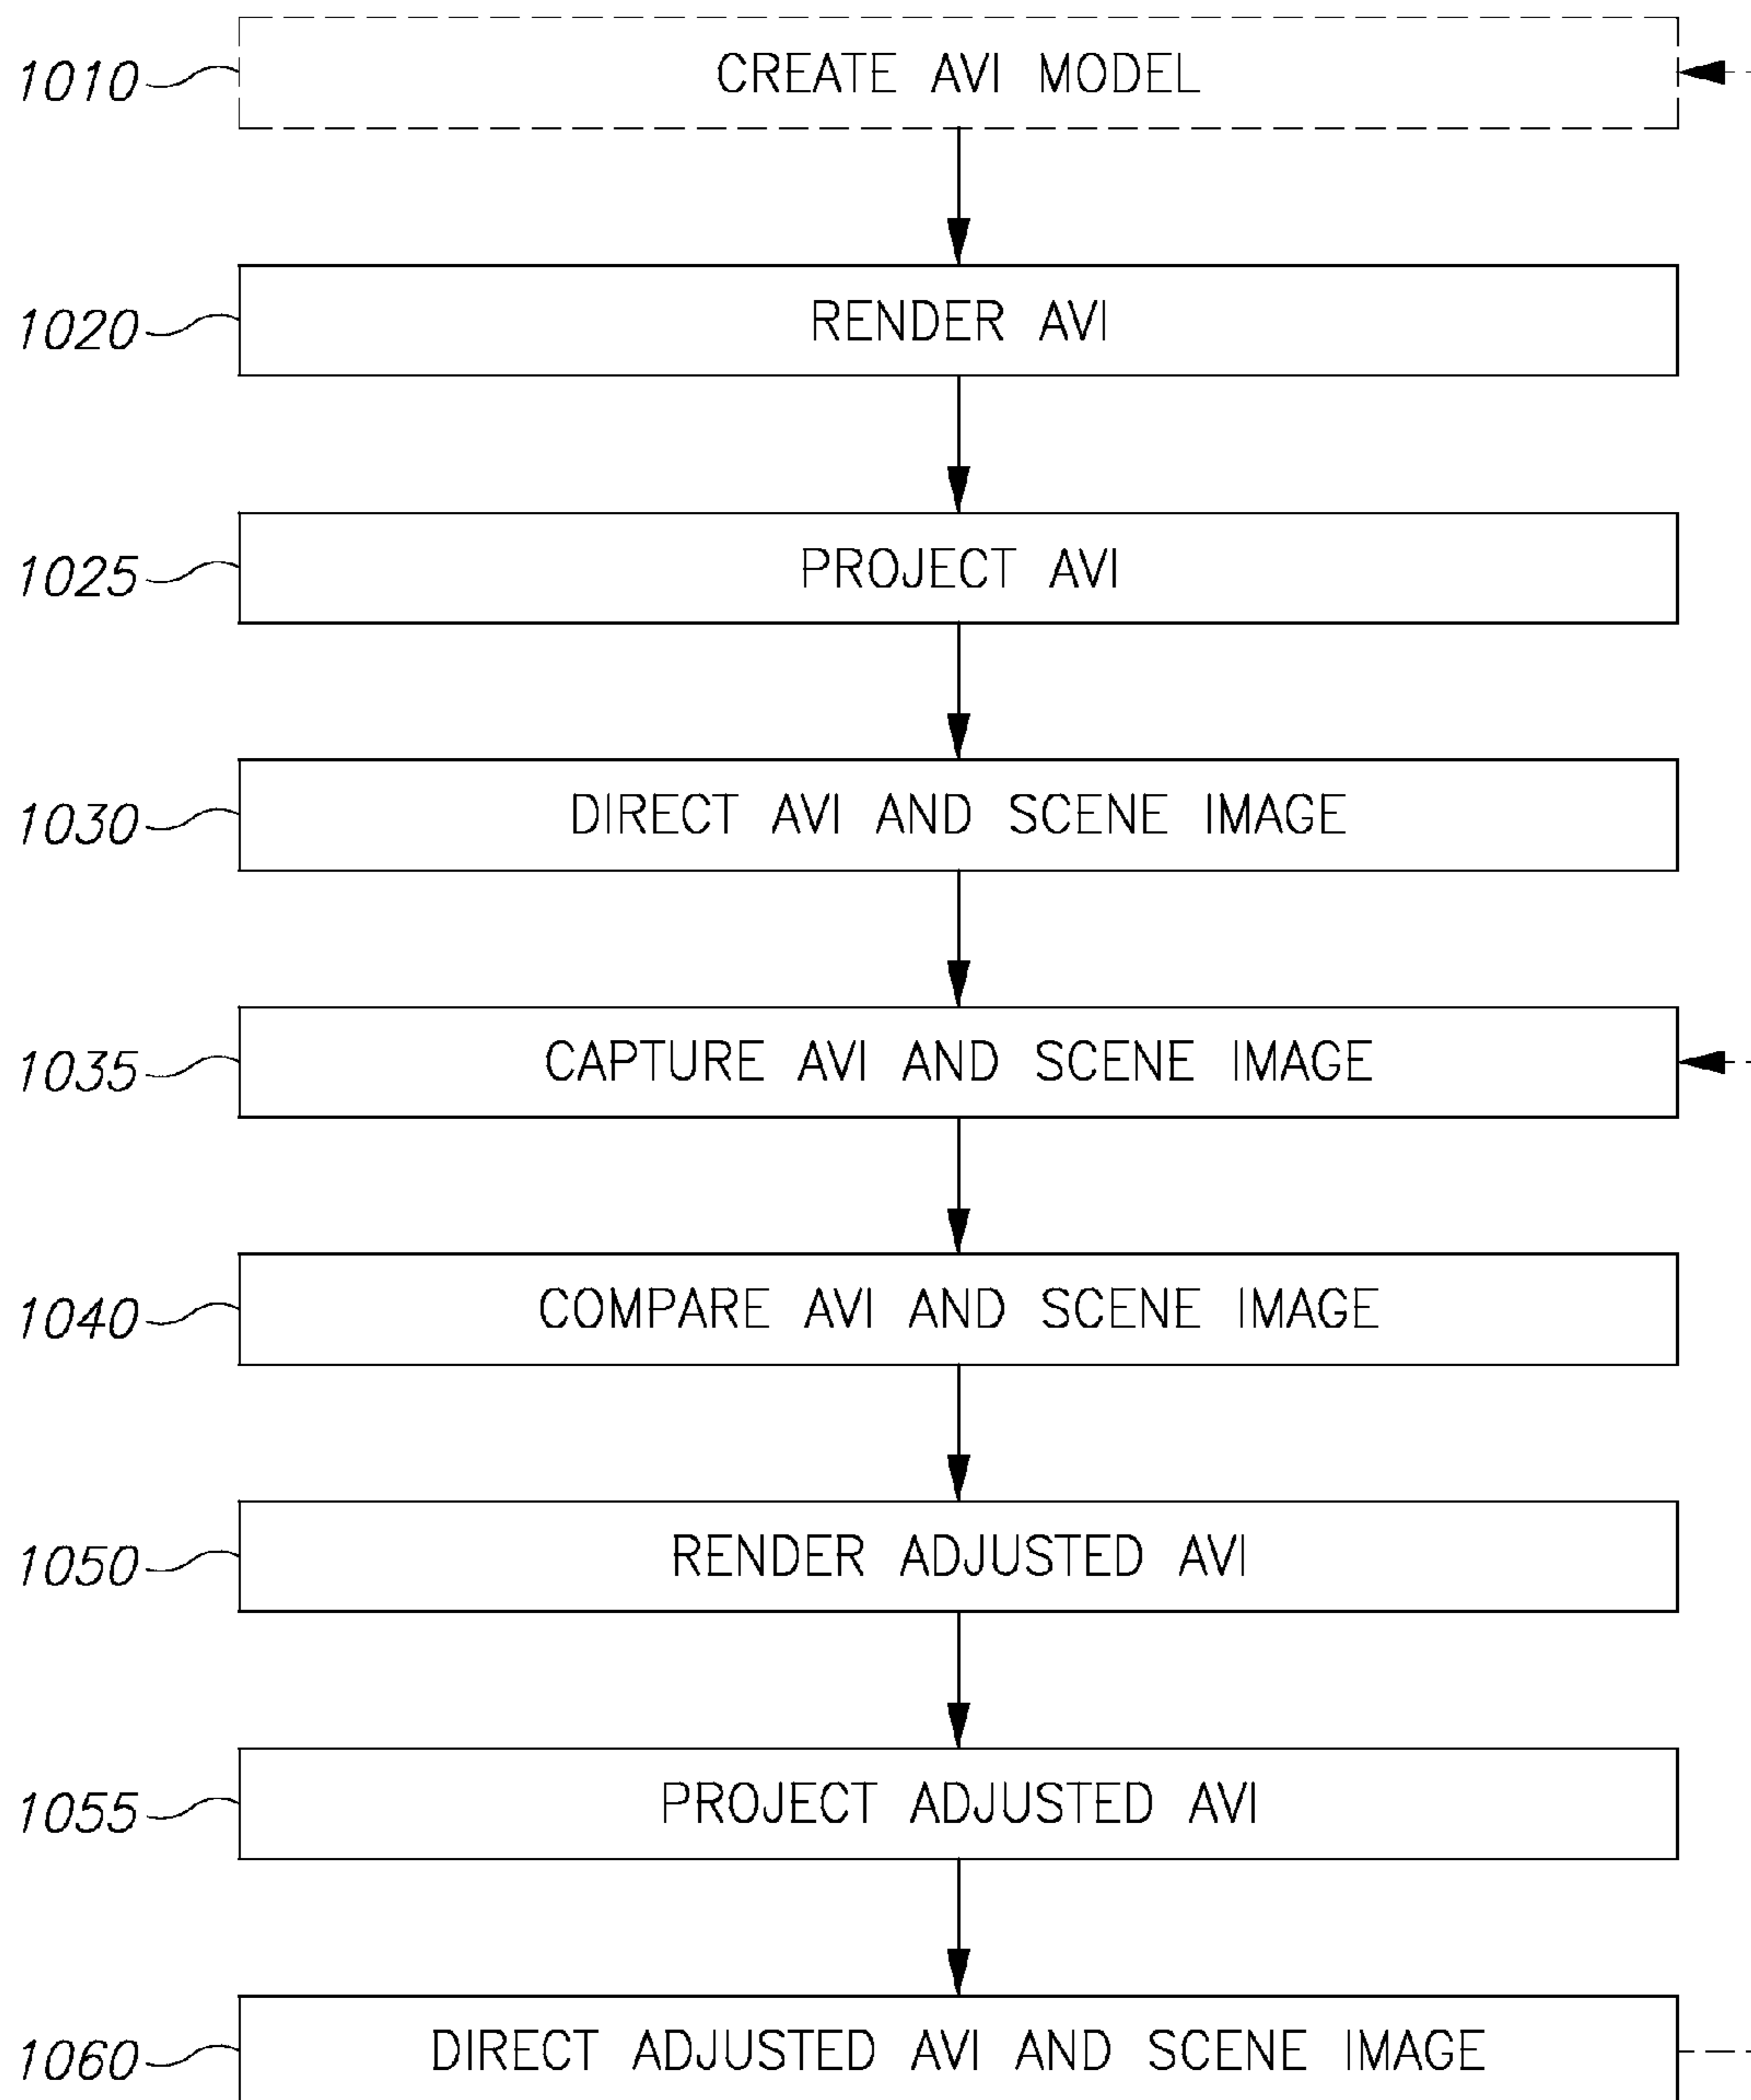 1010 CREATE AVI MODEL
1020 RENDER AVI
1025 PROJECT AVI
1030 DIRECT AVI AND SCENE IMAGE
1035 CAPTURE AVI AND SCENE IMAGE
1040 COMPARE AVI AND SCENE IMAGE
1050 RENDER ADJUSTED AVI
1055 PROJECT ADJUSTED AVI
1060 DIRECT ADJUSTED AVI AND SCENE IMAGE